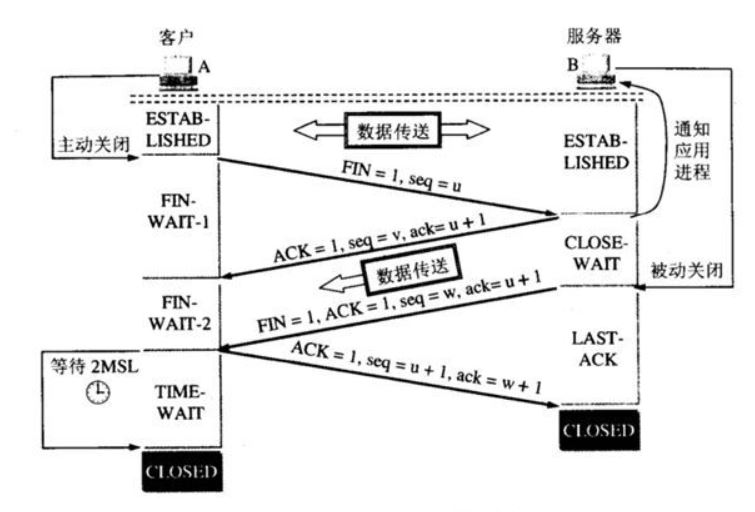 客户
服务器
A
B
主动关闭
ESTAB-
LISHED
数据传送
ESTAB-
LISHED
通知
应用
进程
FIN = 1, seq = u
FIN-
WAIT-1
ACK = 1, seq = v, ack= u + 1
CLOSE-
WAIT
数据传送
被动关闭
FIN = 1, ACK = 1, seq = w, ack= u + 1
FIN-
WAIT-2
ACK = 1, seq = u + 1, ack = w + 1
LAST-
ACK
等待 2MSL
TIME-
WAIT
CLOSED
CLOSED